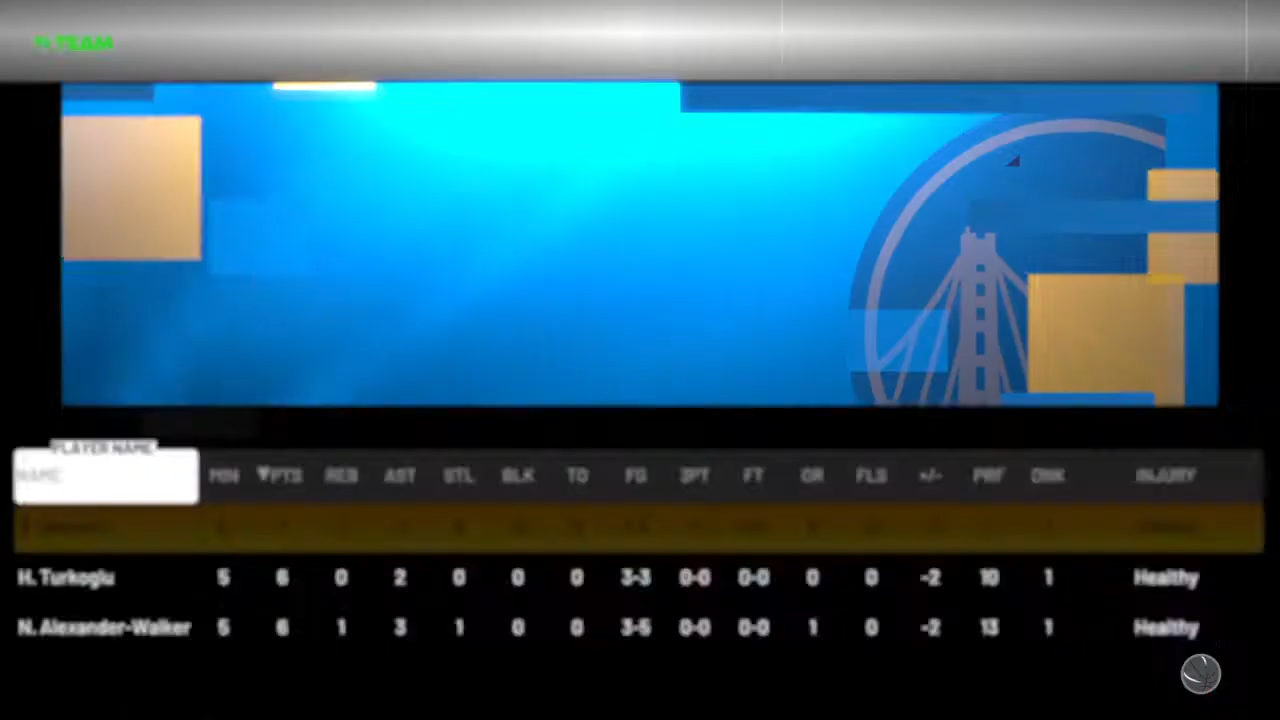 TEAM
PLAYER NAME
NAME MIN ▼PTS REB AST STL BLK TO FG 3PT FT OR FLS +/- PRF DNK INJURY
H. Turkoglu 5 6 0 2 0 0 0 3-3 0-0 0-0 0 0 -2 10 1 Healthy
N. Alexander-Walker 5 6 1 3 1 0 0 3-5 0-0 0-0 1 0 -2 13 1 Healthy